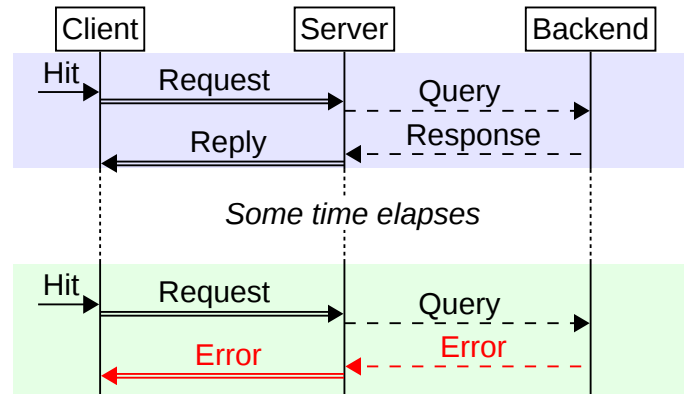 Client Server Backend
Hit
Request
Query
Response
Reply
Some time elapses
Hit
Request
Query
Error
Error